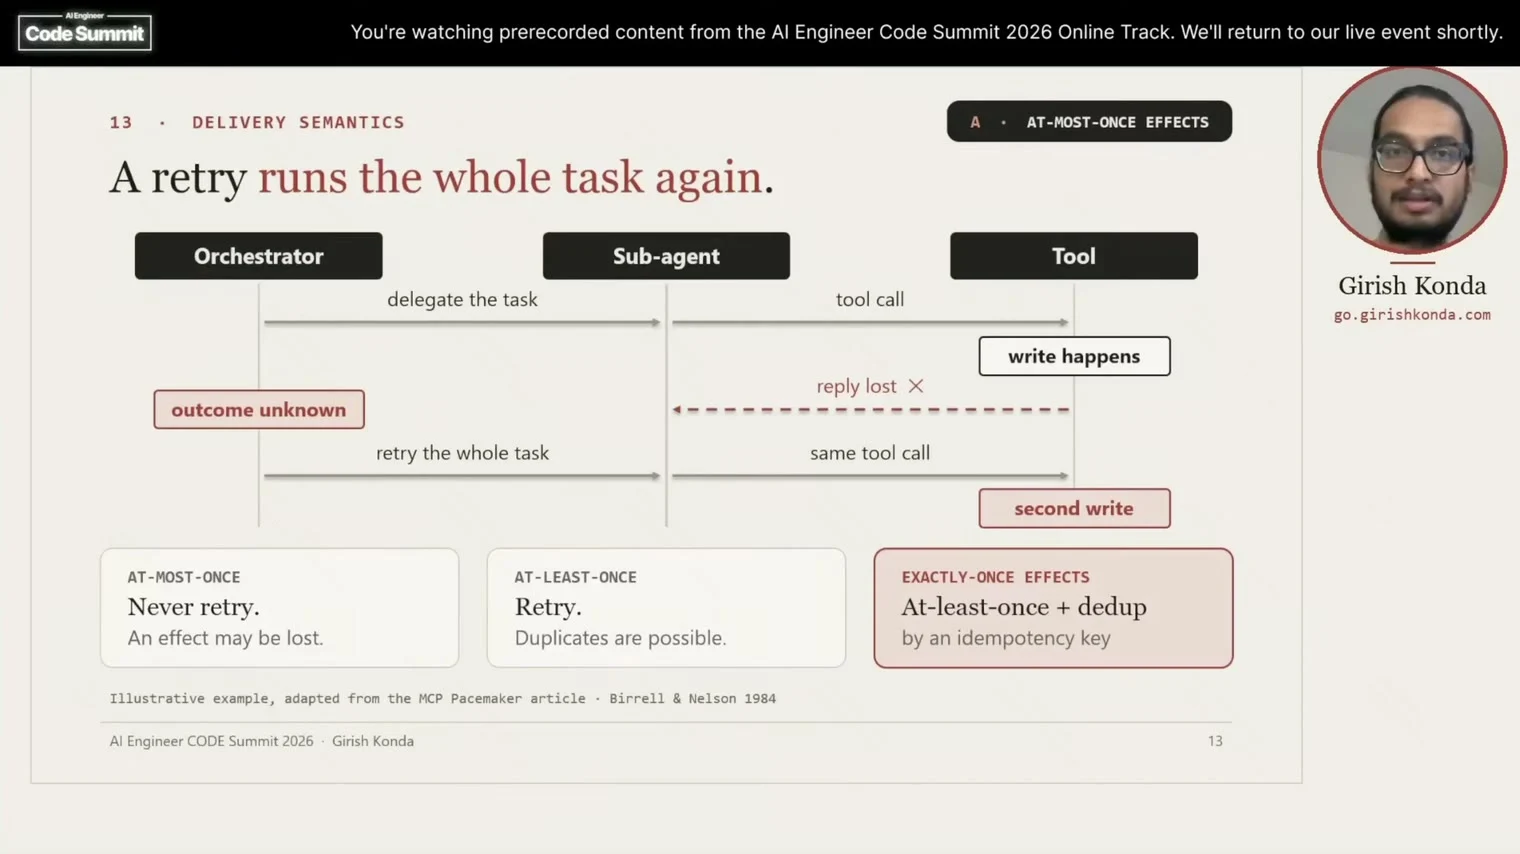 AI Engineer
Code Summit
You're watching prerecorded content from the AI Engineer Code Summit 2026 Online Track. We'll return to our live event shortly.
13 · DELIVERY SEMANTICS
A · AT-MOST-ONCE EFFECTS
A retry runs the whole task again.
Girish Konda
go.girishkonda.com
Orchestrator
Sub-agent
Tool
delegate the task
tool call
write happens
reply lost ×
outcome unknown
retry the whole task
same tool call
second write
AT-MOST-ONCE
Never retry.
An effect may be lost.
AT-LEAST-ONCE
Retry.
Duplicates are possible.
EXACTLY-ONCE EFFECTS
At-least-once + dedup
by an idempotency key
Illustrative example, adapted from the MCP Pacemaker article · Birrell & Nelson 1984
AI Engineer CODE Summit 2026 · Girish Konda
13